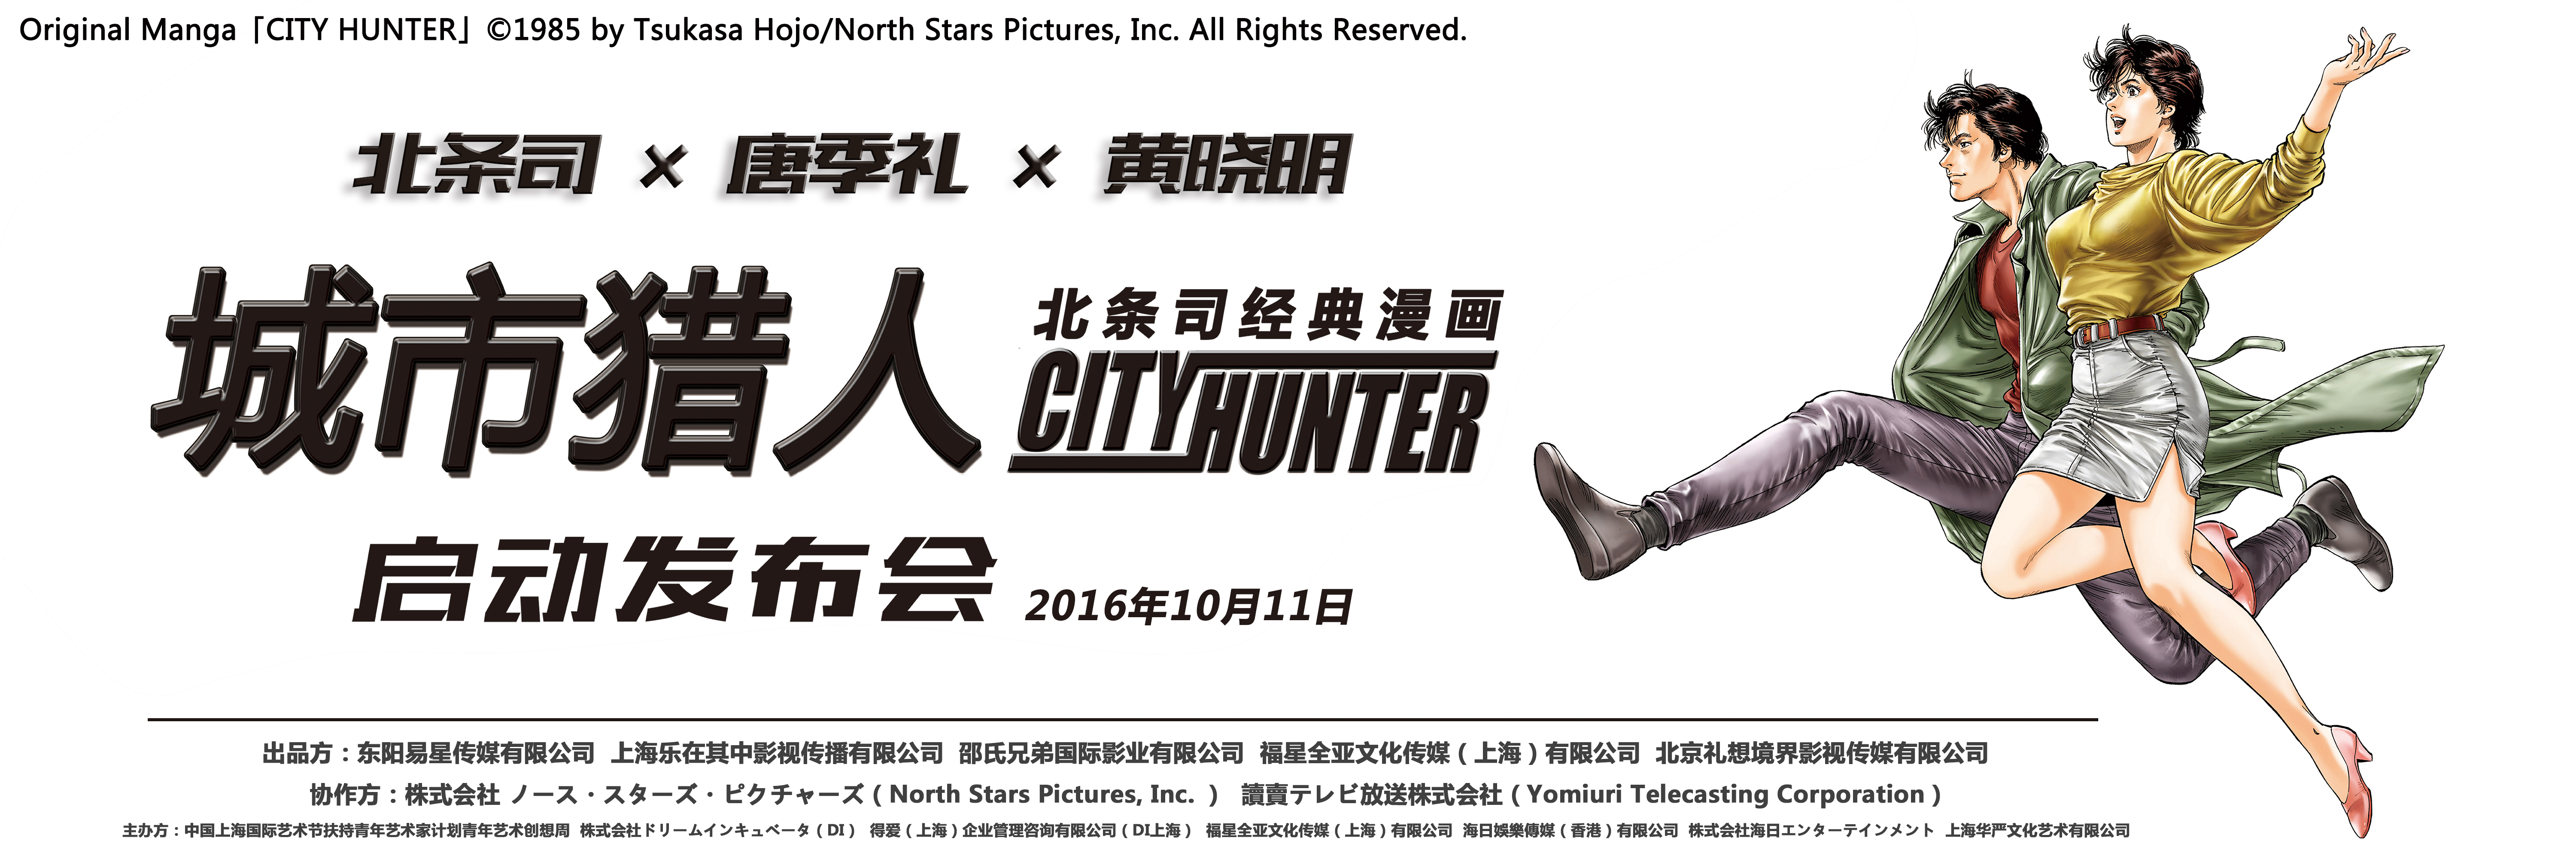 Original Manga「CITY HUNTER」©1985 by Tsukasa Hojo/North Stars Pictures, Inc. All Rights Reserved.
北条司 × 唐季礼 × 黄晓明
城市猎人
北条司经典漫画
CITY HUNTER
启动发布会 2016年10月11日
出品方：东阳易星传媒有限公司 上海乐在其中影视传播有限公司 邵氏兄弟国际影业有限公司 福星全亚文化传媒（上海）有限公司 北京礼想境界影视传媒有限公司
协作方：株式会社 ノース・スターズ・ピクチャーズ（North Stars Pictures, Inc. ） 讀賣テレビ放送株式会社（Yomiuri Telecasting Corporation）
主办方：中国上海国际艺术节扶持青年艺术家计划青年艺术创想周 株式会社ドリームインキュベータ（DI） 得爱（上海）企业管理咨询有限公司（DI上海） 福星全亚文化传媒（上海）有限公司 海日娛樂傳媒（香港）有限公司 株式会社海日エンターテインメント 上海华严文化艺术有限公司